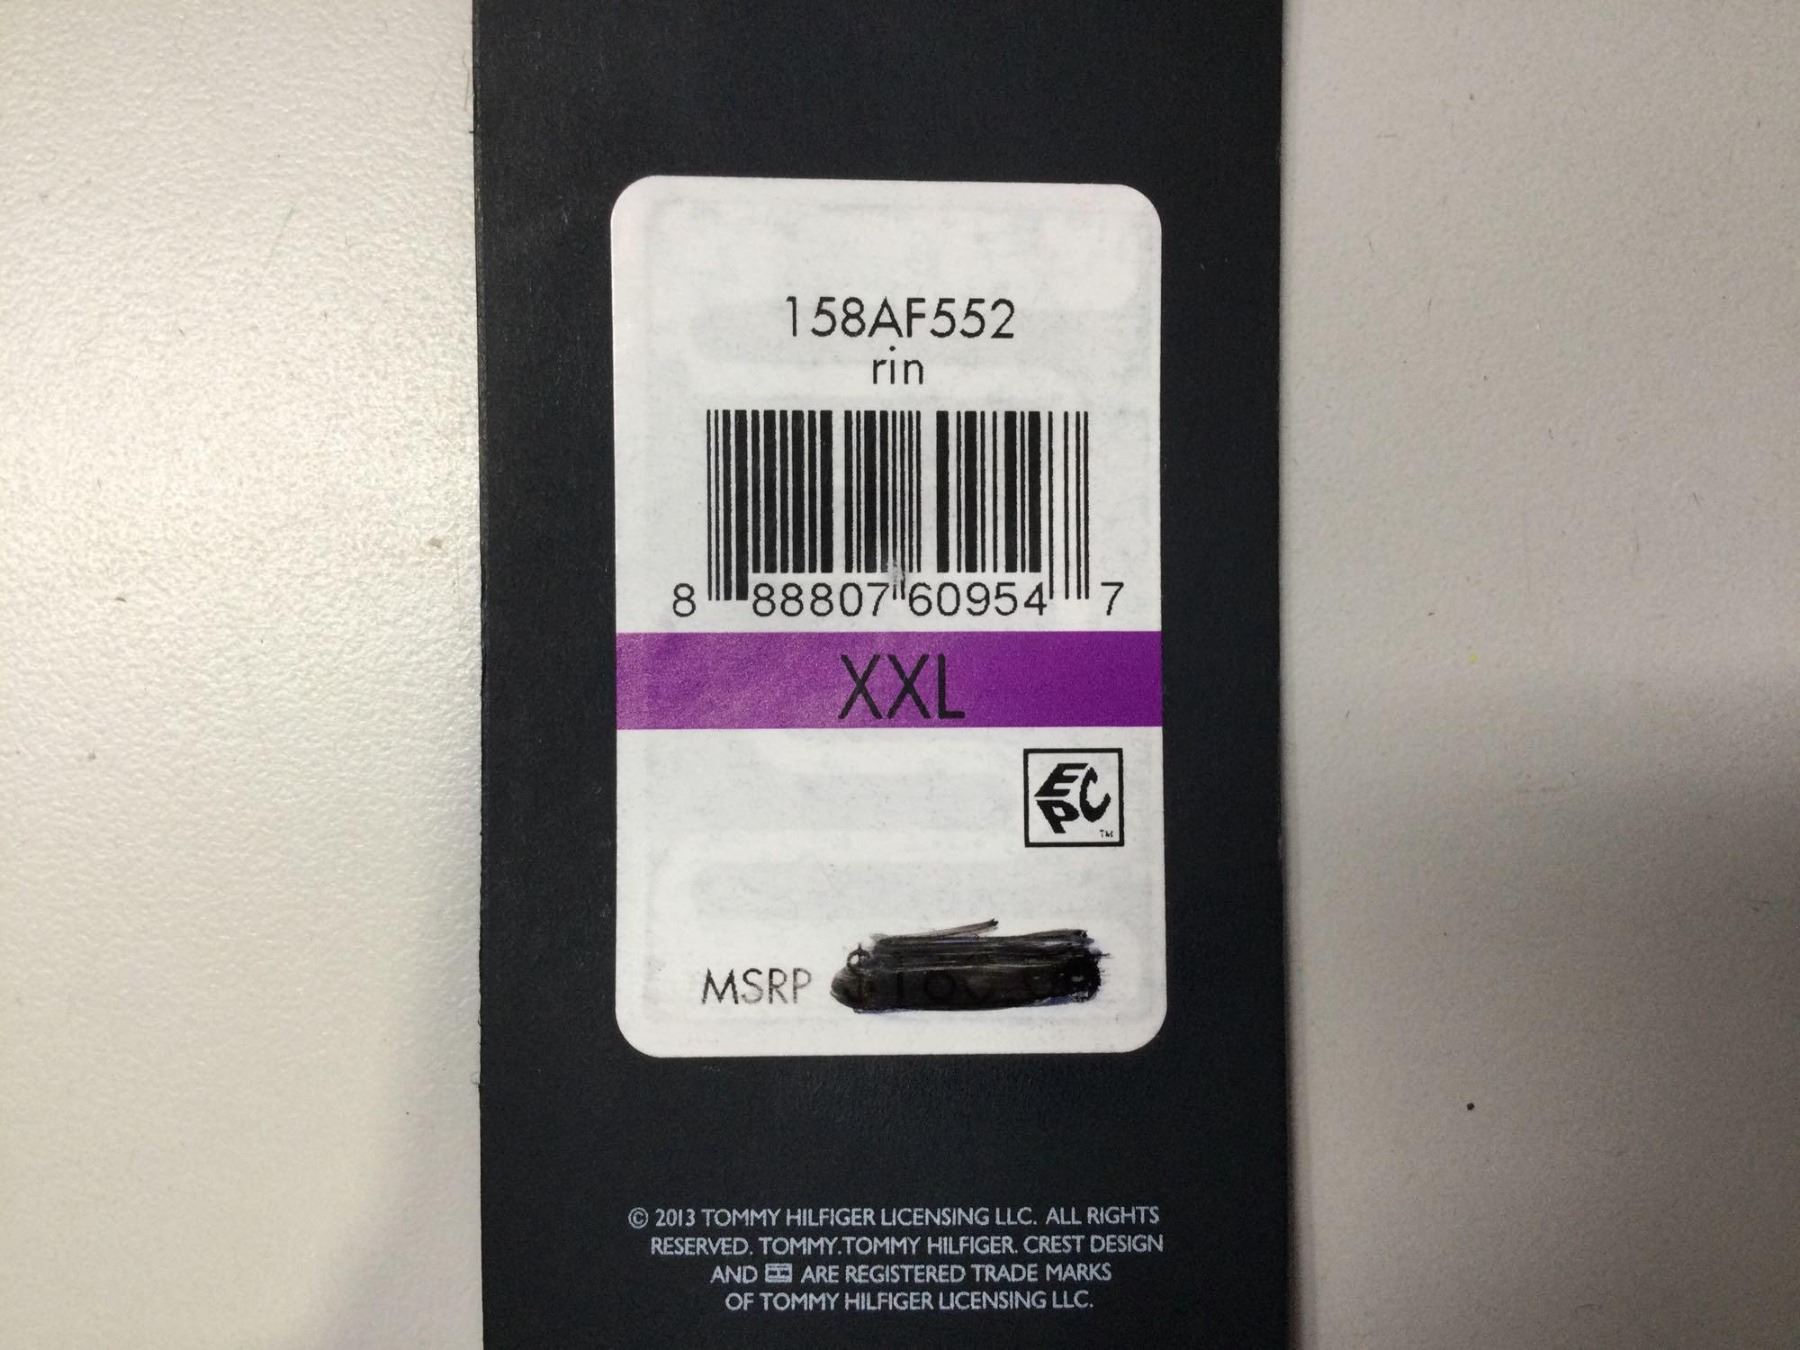 158AF552
rin
8 88807 60954 7
XXL
EPC™
MSRP
© 2013 TOMMY HILFIGER LICENSING LLC. ALL RIGHTS
RESERVED. TOMMY.TOMMY HILFIGER. CREST DESIGN
AND ARE REGISTERED TRADE MARKS
OF TOMMY HILFIGER LICENSING LLC.